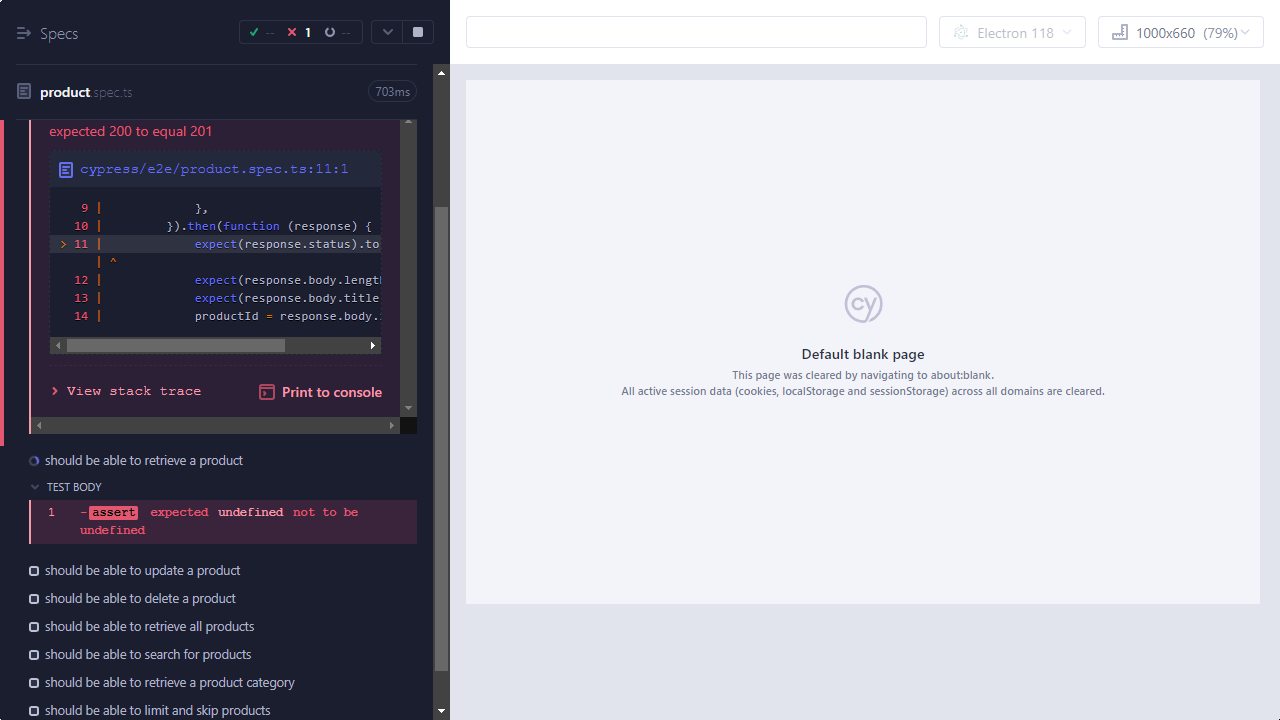 Specs
--
1
--
product.spec.ts
703ms
expected 200 to equal 201
cypress/e2e/product.spec.ts:11:1
9 | },
10 | }).then(function (response) {
> 11 | expect(response.status).to
| ^
12 | expect(response.body.length
13 | expect(response.body.title
14 | productId = response.body.
View stack trace
Print to console
should be able to retrieve a product
TEST BODY
1 -assert expected undefined not to be
undefined
should be able to update a product
should be able to delete a product
should be able to retrieve all products
should be able to search for products
should be able to retrieve a product category
should be able to limit and skip products
Electron 118
1000x660 (79%)
cy
Default blank page
This page was cleared by navigating to about:blank.
All active session data (cookies, localStorage and sessionStorage) across all domains are cleared.